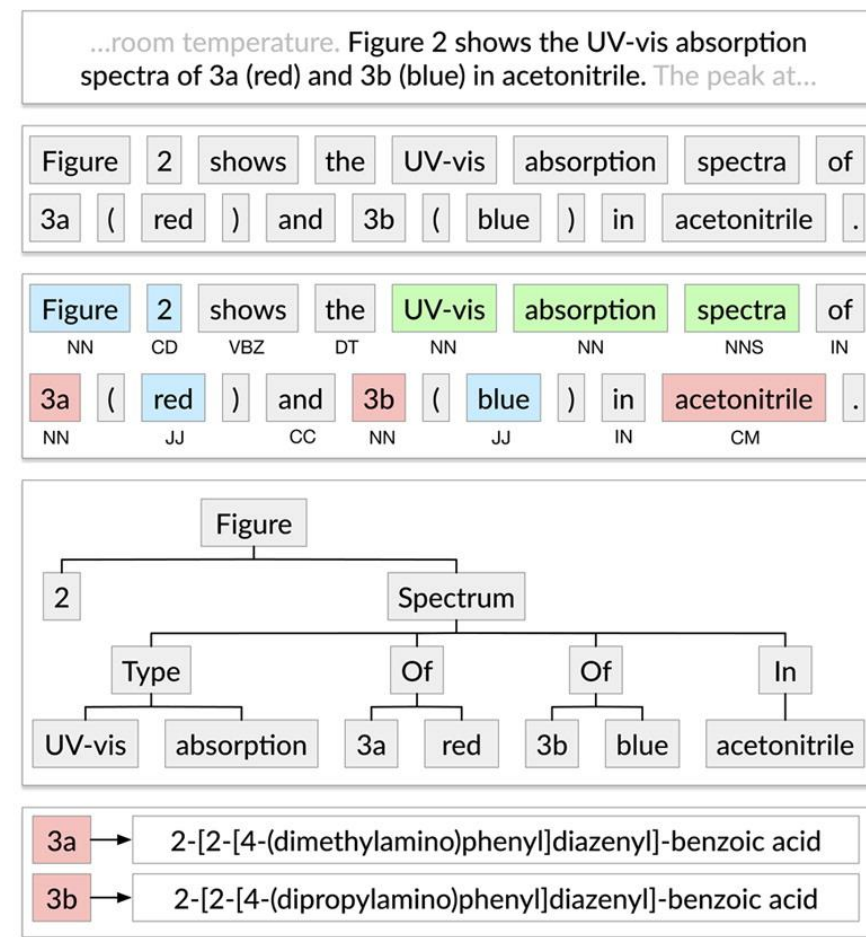 ...room temperature. Figure 2 shows the UV-vis absorption
spectra of 3a (red) and 3b (blue) in acetonitrile. The peak at...
Figure 2 shows the UV-vis absorption spectra of
3a ( red ) and 3b ( blue ) in acetonitrile .
Figure 2 shows the UV-vis absorption spectra of
NN CD VBZ DT NN NN NNS IN
3a ( red ) and 3b ( blue ) in acetonitrile .
NN JJ CC NN JJ IN CM
Figure
2 Spectrum
Type Of Of In
UV-vis absorption 3a red 3b blue acetonitrile
3a 2-[2-[4-(dimethylamino)phenyl]diazenyl]-benzoic acid
3b 2-[2-[4-(dipropylamino)phenyl]diazenyl]-benzoic acid